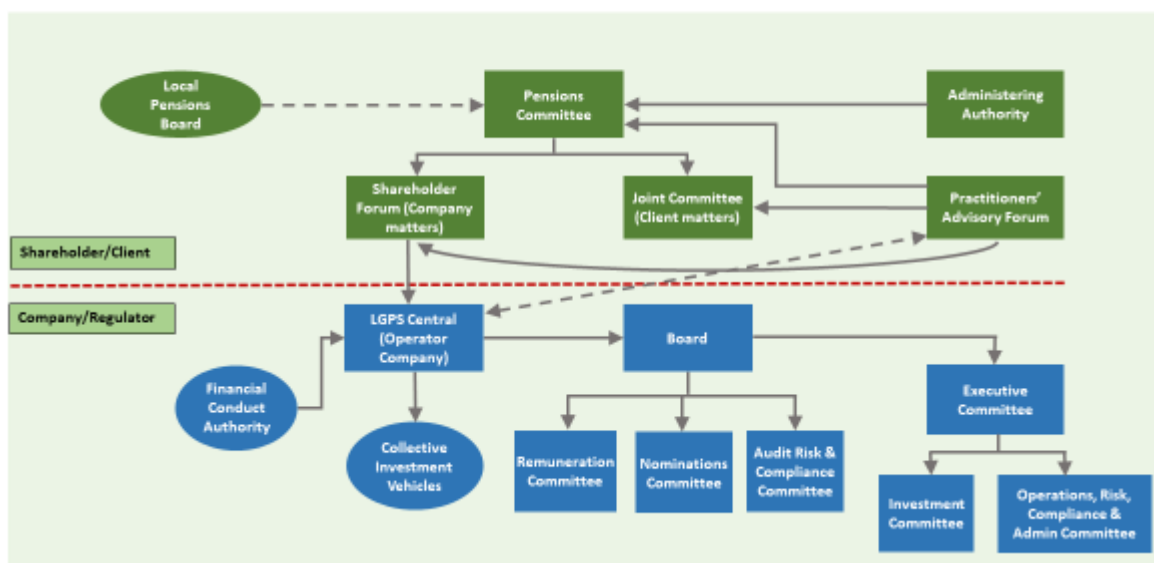 Local
Pensions
Board
Pensions
Committee
Administering
Authority
Shareholder
Forum (Company
matters)
Joint Committee
(Client matters)
Practitioners'
Advisory Forum
Shareholder/Client
Company/Regulator
LGPS Central
(Operator
Company)
Board
Financial
Conduct
Authority
Executive
Committee
Collective
Investment
Vehicles
Remuneration
Committee
Nominations
Committee
Audit Risk &
Compliance
Committee
Investment
Committee
Operations, Risk,
Compliance &
Admin Committee